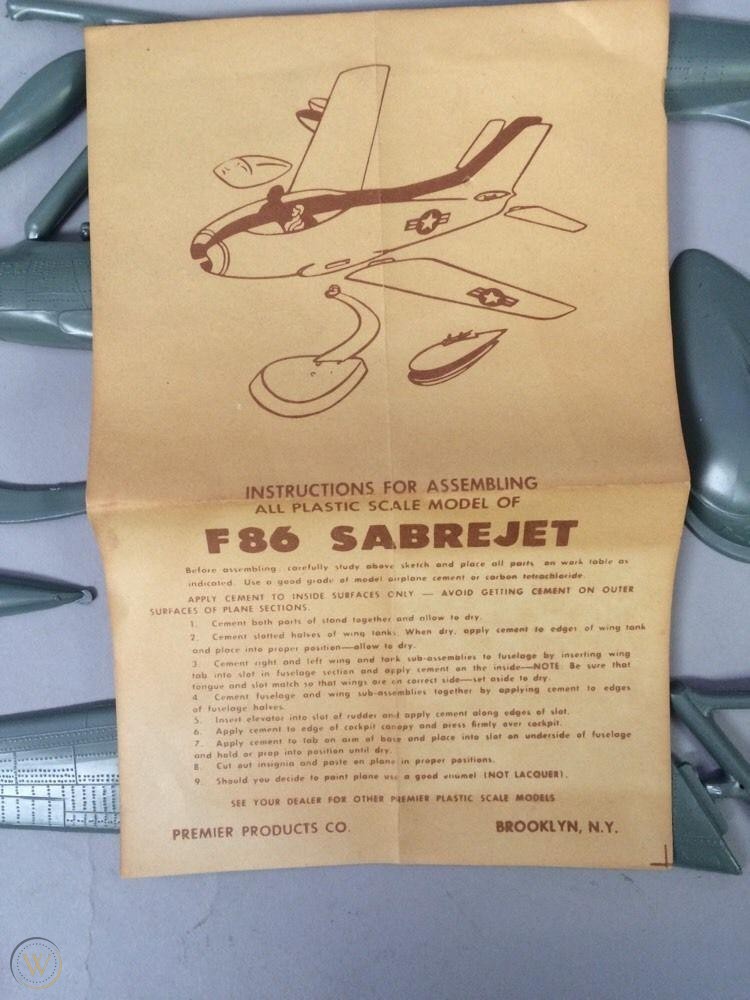 INSTRUCTIONS FOR ASSEMBLING
ALL PLASTIC SCALE MODEL OF
F86 SABREJET
Before assembling, carefully study above sketch and place all parts on work table as
indicated. Use a good grade of model airplane cement or carbon tetrachloride.
APPLY CEMENT TO INSIDE SURFACES ONLY — AVOID GETTING CEMENT ON OUTER
SURFACES OF PLANE SECTIONS.
1. Cement both parts of stand together and allow to dry.
2. Cement slotted halves of wing tanks. When dry, apply cement to edges of wing tank
and place into proper position—allow to dry.
3. Cement right and left wing and tank sub-assemblies to fuselage by inserting wing
tab into slot in fuselage section and apply cement on the inside—NOTE: Be sure that
tongue and slot match so that wings are on correct side—set aside to dry.
4. Cement fuselage and wing sub-assemblies together by applying cement to edges
of fuselage halves.
5. Insert elevator into slot of rudder and apply cement along edges of slot.
6. Apply cement to edge of cockpit canopy and press firmly over cockpit.
7. Apply cement to tab on arm of base and place into slot on underside of fuselage
and hold or prop into position until dry.
8. Cut out insignia and paste on plane in proper positions.
9. Should you decide to paint plane use a good enamel (NOT LACQUER).
SEE YOUR DEALER FOR OTHER PREMIER PLASTIC SCALE MODELS
PREMIER PRODUCTS CO. BROOKLYN, N.Y.
W